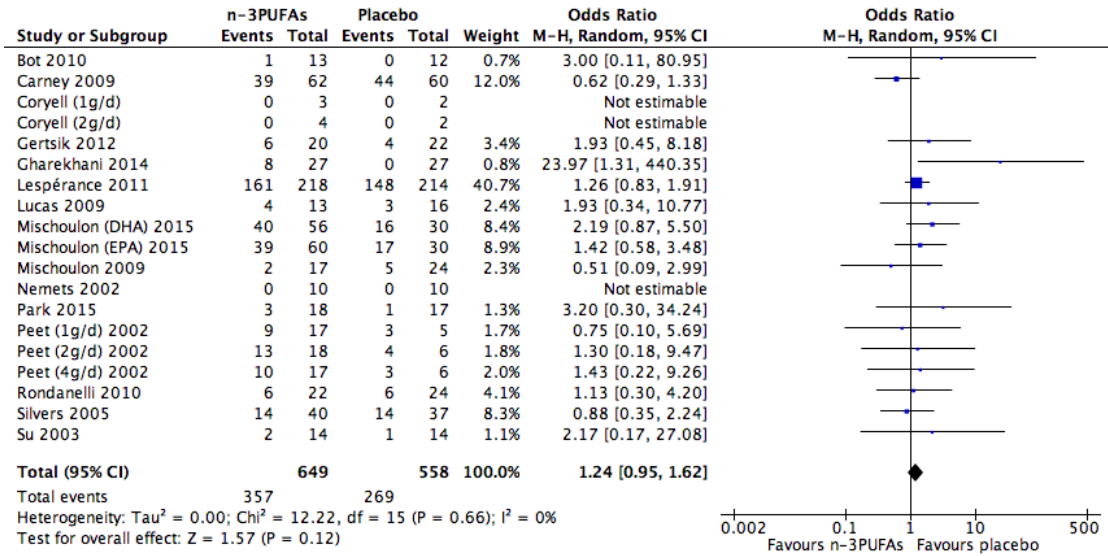 n-3PUFAs Placebo Odds Ratio Odds Ratio
Study or Subgroup Events Total Events Total Weight M-H, Random, 95% CI M-H, Random, 95% CI
Bot 2010 1 13 0 12 0.7% 3.00 [0.11, 80.95]
Carney 2009 39 62 44 60 12.0% 0.62 [0.29, 1.33]
Coryell (1g/d) 0 3 0 2 Not estimable
Coryell (2g/d) 0 4 0 2 Not estimable
Gertsik 2012 6 20 4 22 3.4% 1.93 [0.45, 8.18]
Gharekhani 2014 8 27 0 27 0.8% 23.97 [1.31, 440.35]
Lespérance 2011 161 218 148 214 40.7% 1.26 [0.83, 1.91]
Lucas 2009 4 13 3 16 2.4% 1.93 [0.34, 10.77]
Mischoulon (DHA) 2015 40 56 16 30 8.4% 2.19 [0.87, 5.50]
Mischoulon (EPA) 2015 39 60 17 30 8.9% 1.42 [0.58, 3.48]
Mischoulon 2009 2 17 5 24 2.3% 0.51 [0.09, 2.99]
Nemets 2002 0 10 0 10 Not estimable
Park 2015 3 18 1 17 1.3% 3.20 [0.30, 34.24]
Peet (1g/d) 2002 9 17 3 5 1.7% 0.75 [0.10, 5.69]
Peet (2g/d) 2002 13 18 4 6 1.8% 1.30 [0.18, 9.47]
Peet (4g/d) 2002 10 17 3 6 2.0% 1.43 [0.22, 9.26]
Rondanelli 2010 6 22 6 24 4.1% 1.13 [0.30, 4.20]
Silvers 2005 14 40 14 37 8.3% 0.88 [0.35, 2.24]
Su 2003 2 14 1 14 1.1% 2.17 [0.17, 27.08]
Total (95% CI) 649 558 100.0% 1.24 [0.95, 1.62]
Total events 357 269
Heterogeneity: Tau² = 0.00; Chi² = 12.22, df = 15 (P = 0.66); I² = 0%
Test for overall effect: Z = 1.57 (P = 0.12)
0.002 0.1 1 10 500
Favours n-3PUFAs Favours placebo